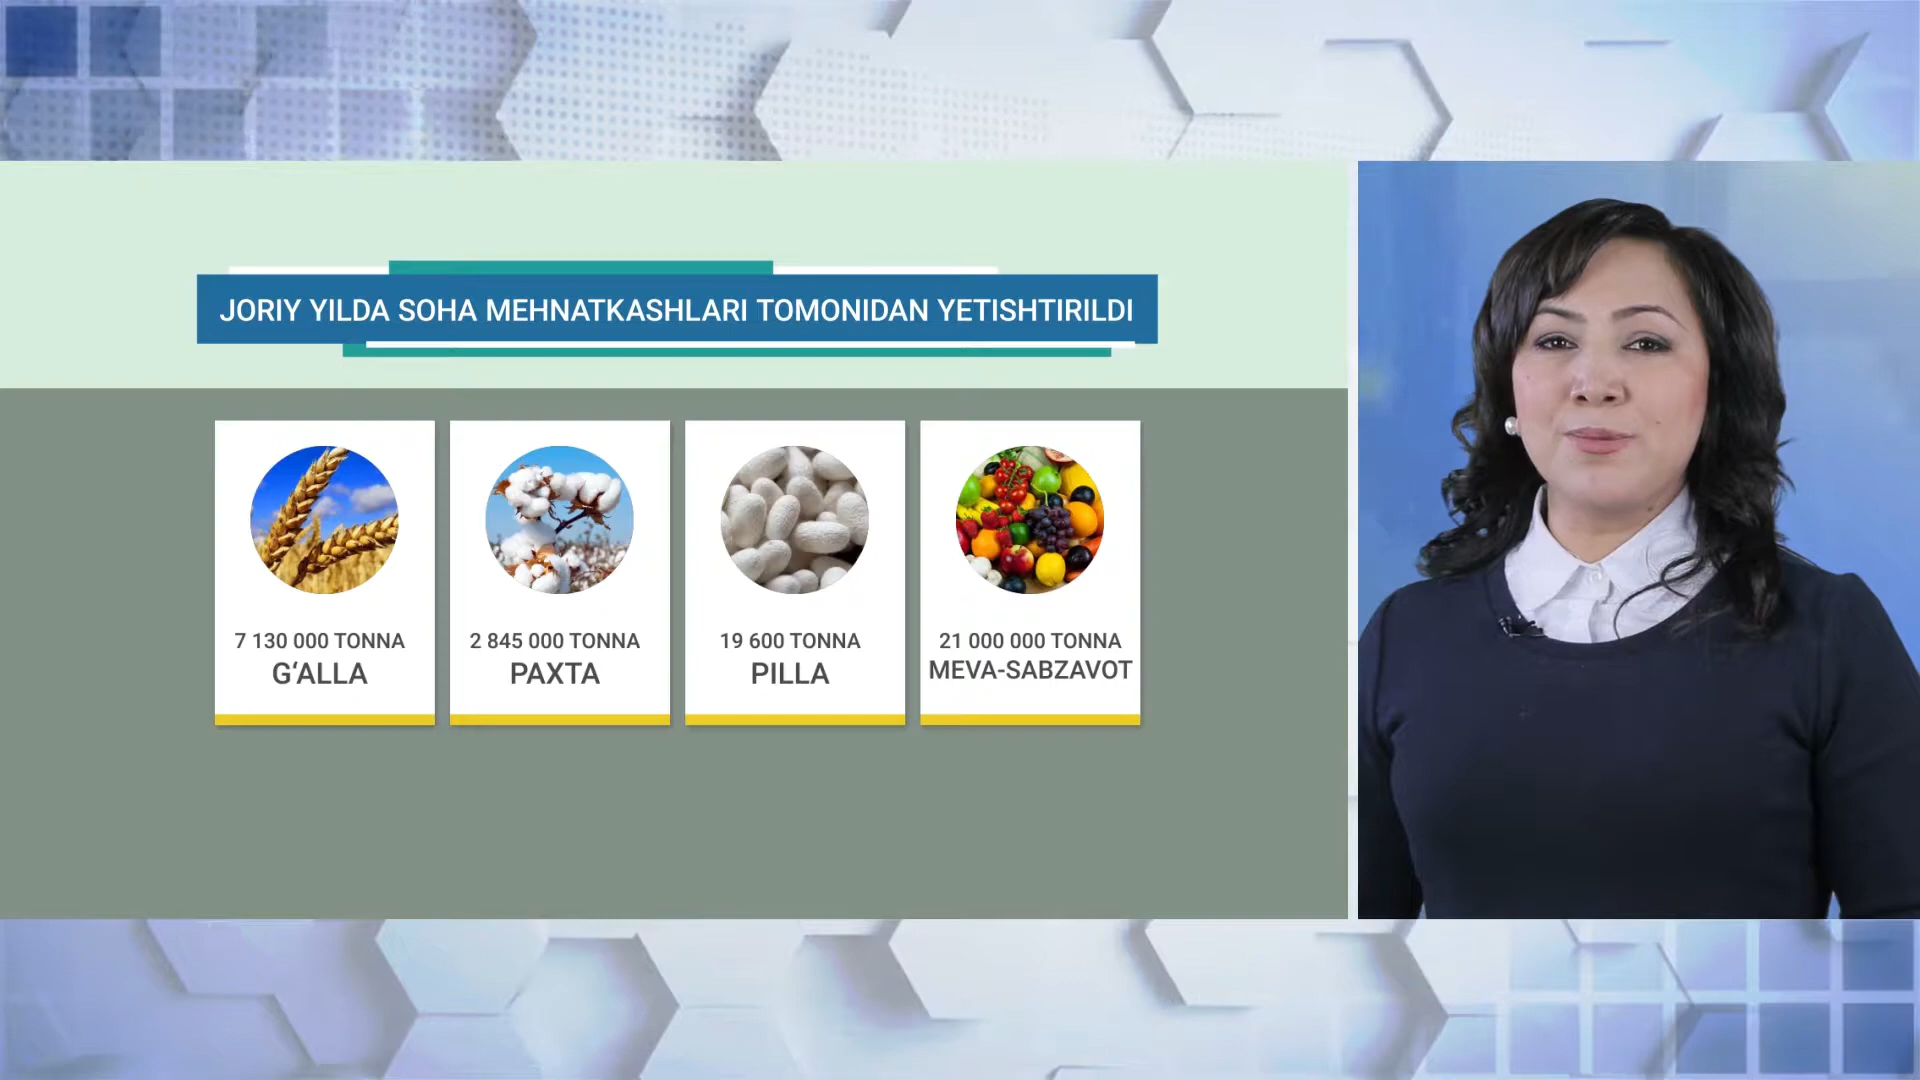 JORIY YILDA SOHA MEHNATKASHLARI TOMONIDAN YETISHTIRILDI
7 130 000 TONNA
G‘ALLA
2 845 000 TONNA
PAXTA
19 600 TONNA
PILLA
21 000 000 TONNA
MEVA-SABZAVOT